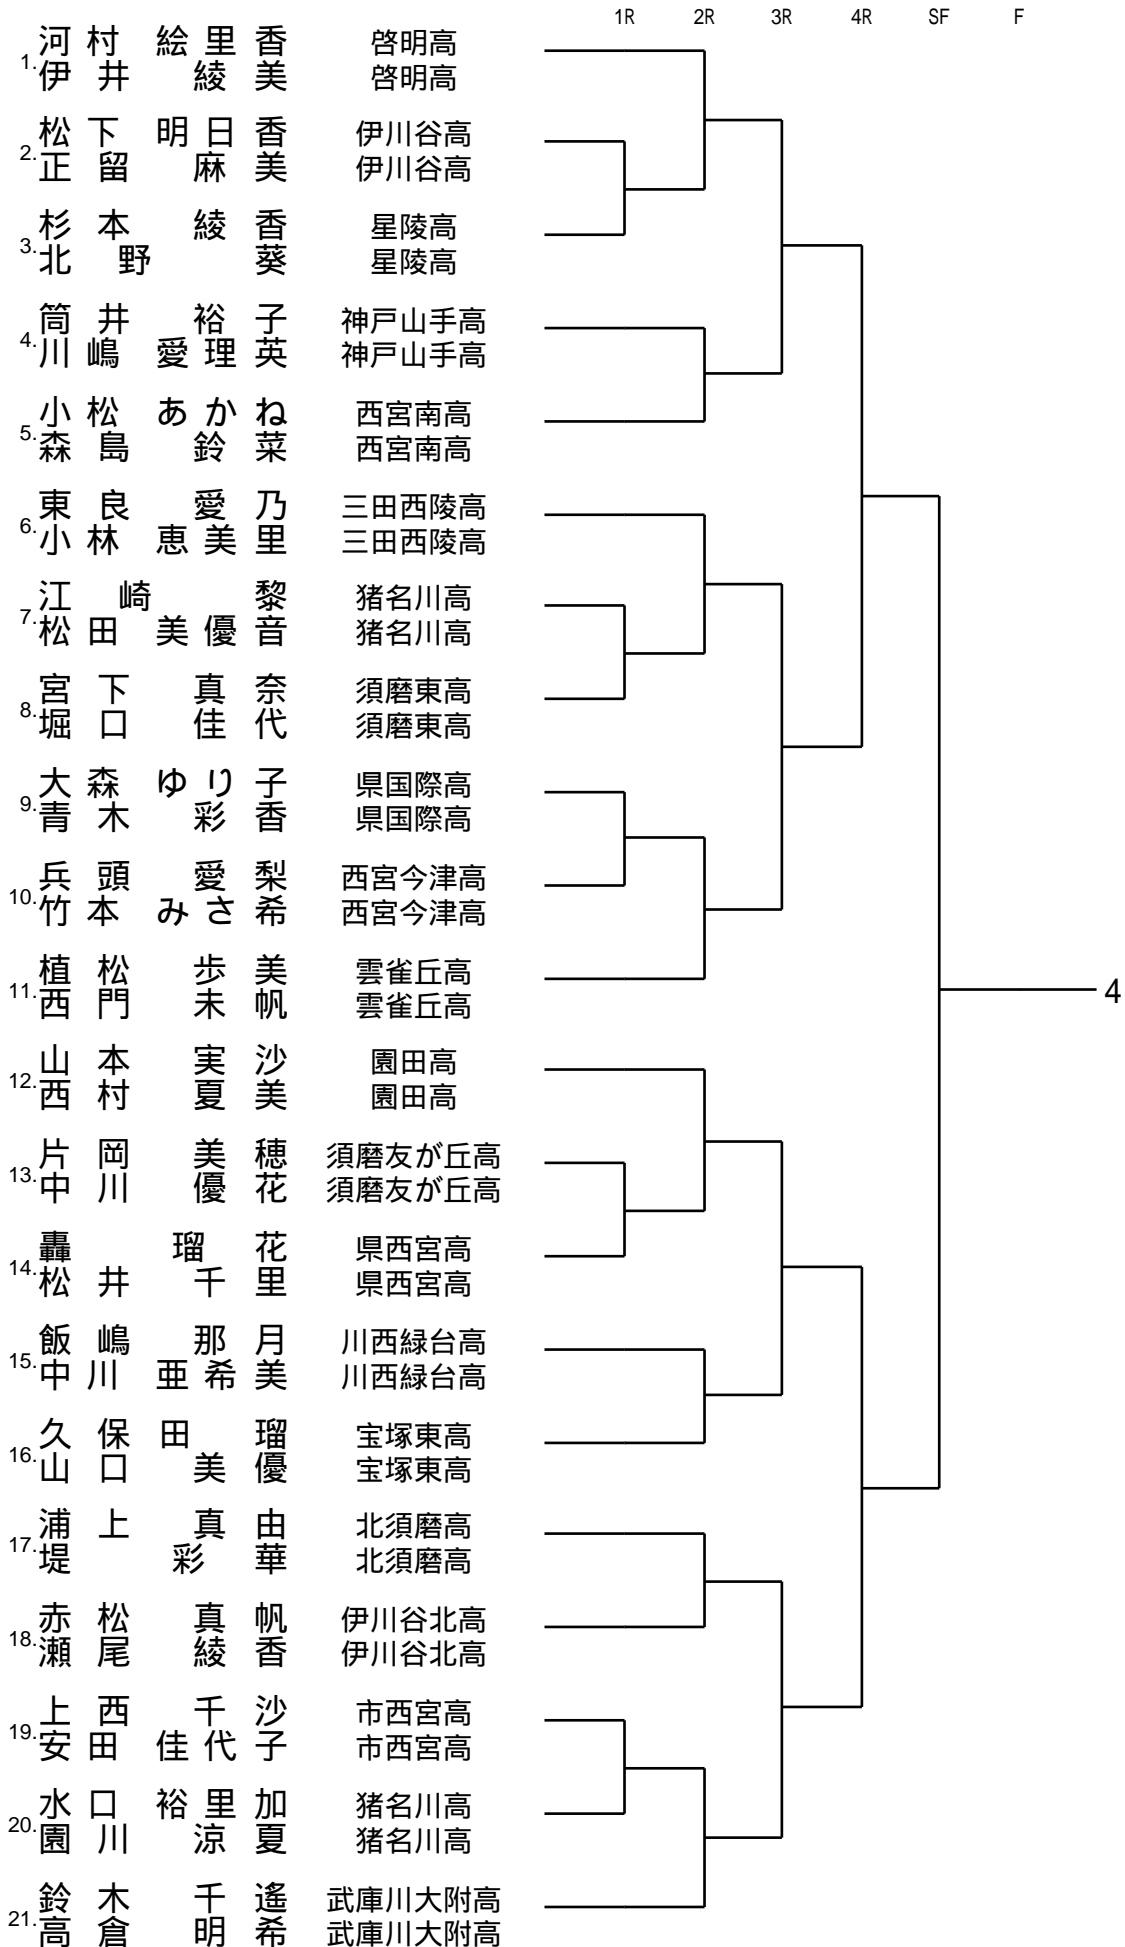 1R 2R 3R 4R SF F
1. 河村 絵里香 啓明高
伊井 綾美 啓明高
2. 松下 明日香 伊川谷高
正留 麻美 伊川谷高
3. 杉本 綾香 星陵高
北野 葵 星陵高
4. 筒井 裕子 神戸山手高
川嶋 愛理英 神戸山手高
5. 小松 あかね 西宮南高
森島 鈴菜 西宮南高
6. 東良 愛乃 三田西陵高
小林 恵美里 三田西陵高
7. 江崎 黎 猪名川高
松田 美優音 猪名川高
8. 宮下 真奈 須磨東高
堀口 佳代 須磨東高
9. 大森 ゆり子 県国際高
青木 彩香 県国際高
10. 兵頭 愛梨 西宮今津高
竹本 みさ希 西宮今津高
11. 植松 歩美 雲雀丘高
西門 未帆 雲雀丘高
4
12. 山本 実沙 園田高
西村 夏美 園田高
13. 片岡 美穂 須磨友が丘高
中川 優花 須磨友が丘高
14. 轟 瑠花 県西宮高
松井 千里 県西宮高
15. 飯嶋 那月 川西緑台高
中川 亜希美 川西緑台高
16. 久保田 瑠 宝塚東高
山口 美優 宝塚東高
17. 浦上 真由 北須磨高
堤 彩華 北須磨高
18. 赤松 真帆 伊川谷北高
瀬尾 綾香 伊川谷北高
19. 上西 千沙 市西宮高
安田 佳代子 市西宮高
20. 水口 裕里加 猪名川高
園川 涼夏 猪名川高
21. 鈴木 千遙 武庫川大附高
高倉 明希 武庫川大附高